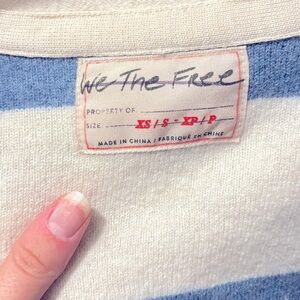 We The Free
PROPERTY OF
SIZE XS/S - XP/P
MADE IN CHINA / FABRIQUÉ EN CHINE